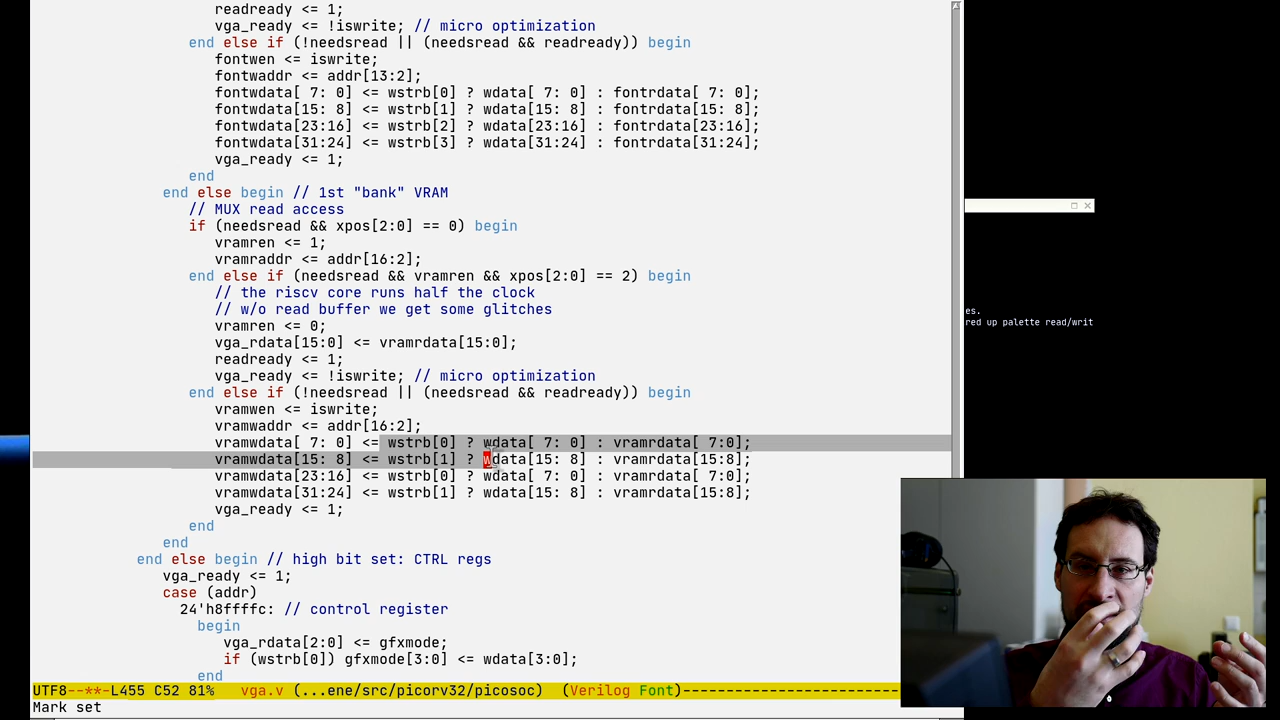 readready <= 1;
vga_ready <= !iswrite; // micro optimization
end else if (!needsread || (needsread && readready)) begin
fontwen <= iswrite;
fontwaddr <= addr[13:2];
fontwdata[ 7: 0] <= wstrb[0] ? wdata[ 7: 0] : fontrdata[ 7: 0];
fontwdata[15: 8] <= wstrb[1] ? wdata[15: 8] : fontrdata[15: 8];
fontwdata[23:16] <= wstrb[2] ? wdata[23:16] : fontrdata[23:16];
fontwdata[31:24] <= wstrb[3] ? wdata[31:24] : fontrdata[31:24];
vga_ready <= 1;
end
end else begin // 1st "bank" VRAM
// MUX read access
if (needsread && xpos[2:0] == 0) begin
vramren <= 1;
vramraddr <= addr[16:2];
end else if (needsread && vramren && xpos[2:0] == 2) begin
// the riscv core runs half the clock
// w/o read buffer we get some glitches
vramren <= 0;
vga_rdata[15:0] <= vramrdata[15:0];
readready <= 1;
vga_ready <= !iswrite; // micro optimization
end else if (!needsread || (needsread && readready)) begin
vramwen <= iswrite;
vramwaddr <= addr[16:2];
vramwdata[ 7: 0] <= wstrb[0] ? wdata[ 7: 0] : vramrdata[ 7:0];
vramwdata[15: 8] <= wstrb[1] ? wdata[15: 8] : vramrdata[15:8];
vramwdata[23:16] <= wstrb[0] ? wdata[ 7: 0] : vramrdata[ 7:0];
vramwdata[31:24] <= wstrb[1] ? wdata[15: 8] : vramrdata[15:8];
vga_ready <= 1;
end
end
end else begin // high bit set: CTRL regs
vga_ready <= 1;
case (addr)
24'h8ffffc: // control register
begin
vga_rdata[2:0] <= gfxmode;
if (wstrb[0]) gfxmode[3:0] <= wdata[3:0];
end
UTF8--**-L455 C52 81% vga.v (...ene/src/picorv32/picosoc) (Verilog Font)--------------------------
Mark set
es.
red up palette read/writ